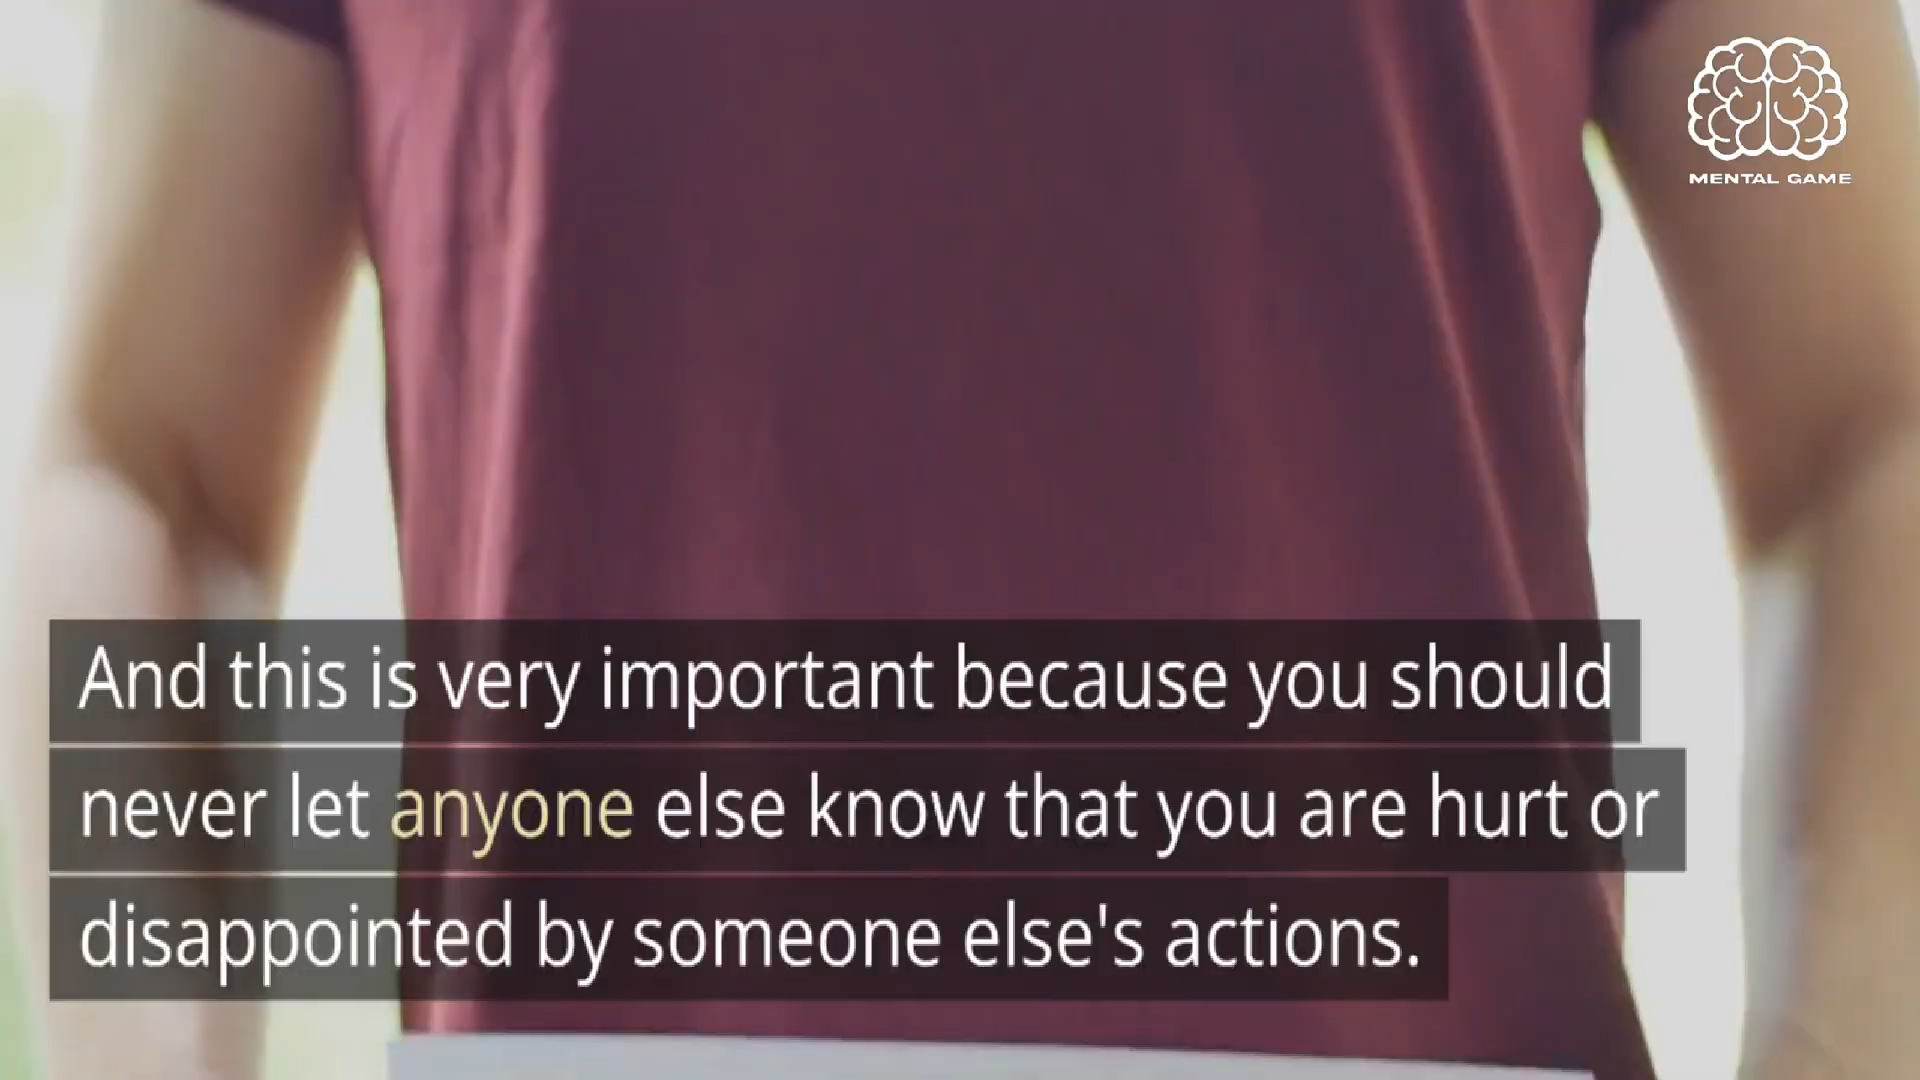 MENTAL GAME
And this is very important because you should
never let anyone else know that you are hurt or
disappointed by someone else's actions.